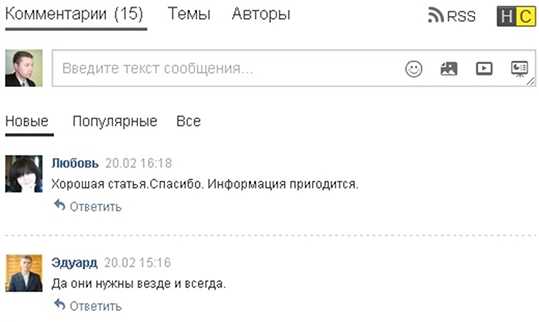 Комментарии (15) Темы Авторы RSS HC
Введите текст сообщения...
Новые Популярные Все
Любовь 20.02 16:18
Хорошая статья.Спасибо. Информация пригодится.
Ответить
Эдуард 20.02 15:16
Да они нужны везде и всегда.
Ответить